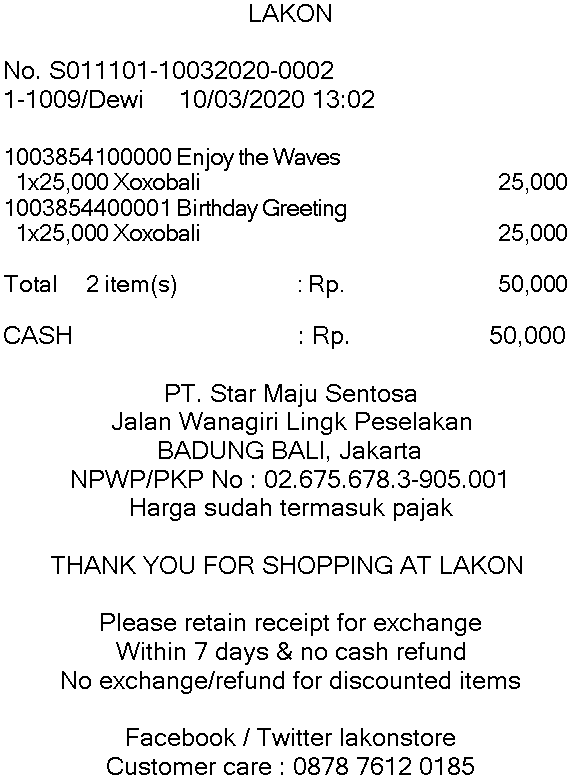 LAKON
No. S011101-10032020-0002
1-1009/Dewi 10/03/2020 13:02
1003854100000 Enjoy the Waves
1x25,000 Xoxobali 25,000
1003854400001 Birthday Greeting
1x25,000 Xoxobali 25,000
Total 2 item(s) : Rp. 50,000
CASH : Rp. 50,000
PT. Star Maju Sentosa
Jalan Wanagiri Lingk Peselakan
BADUNG BALI, Jakarta
NPWP/PKP No : 02.675.678.3-905.001
Harga sudah termasuk pajak
THANK YOU FOR SHOPPING AT LAKON
Please retain receipt for exchange
Within 7 days & no cash refund
No exchange/refund for discounted items
Facebook / Twitter lakonstore
Customer care : 0878 7612 0185